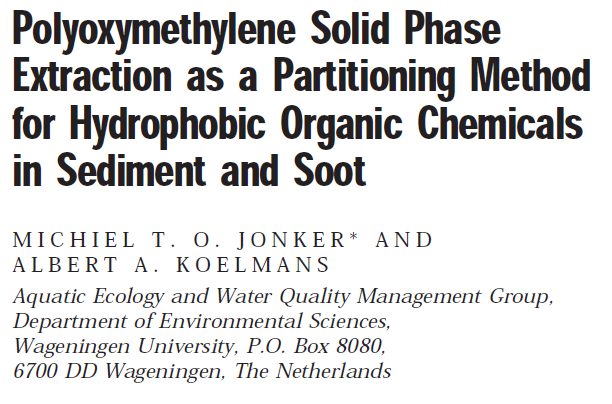 Polyoxymethylene Solid Phase
Extraction as a Partitioning Method
for Hydrophobic Organic Chemicals
in Sediment and Soot
MICHIEL T. O. JONKER* AND
ALBERT A. KOELMANS
Aquatic Ecology and Water Quality Management Group,
Department of Environmental Sciences,
Wageningen University, P.O. Box 8080,
6700 DD Wageningen, The Netherlands